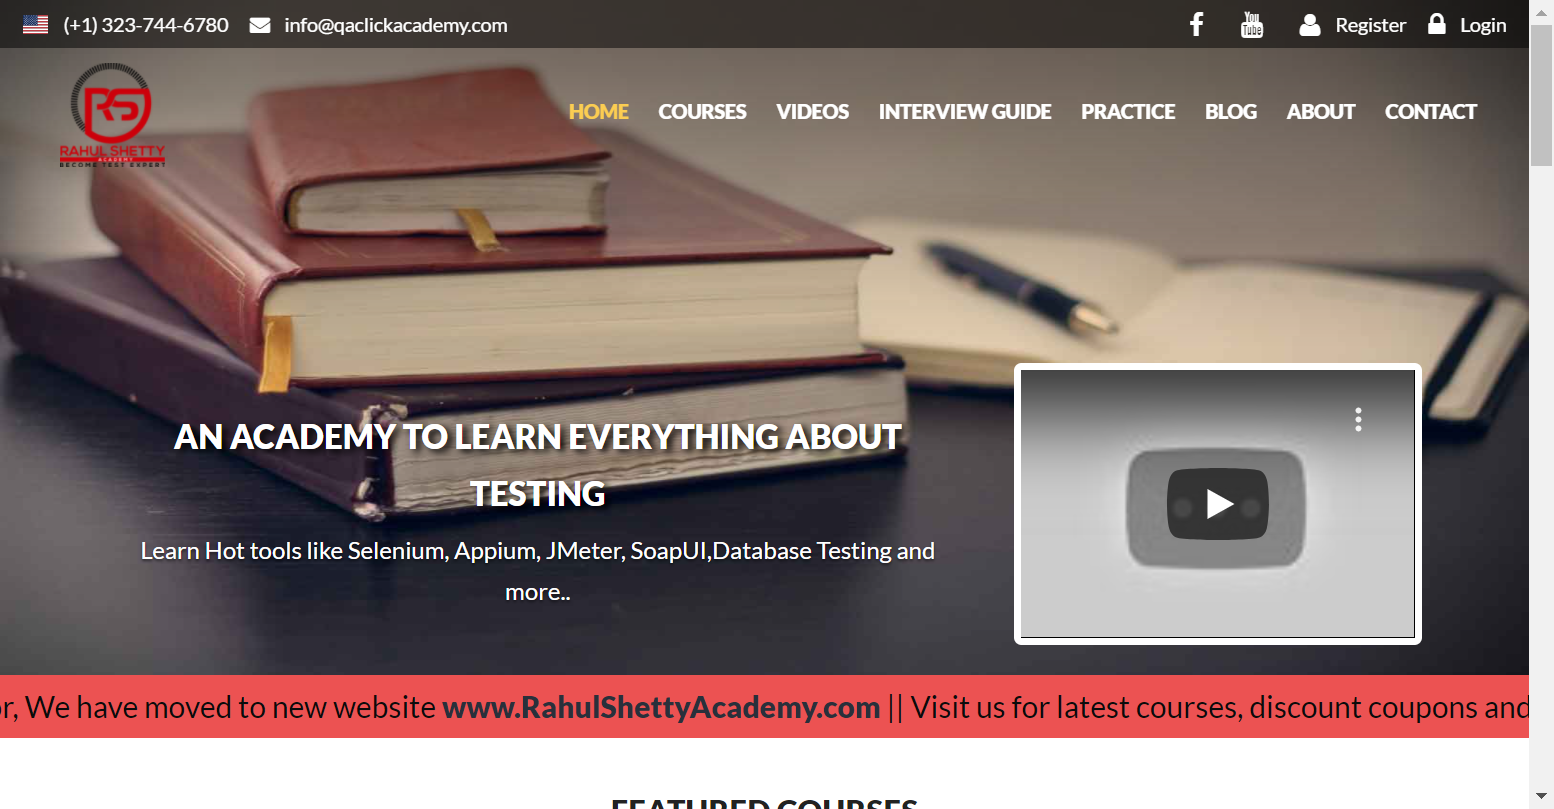 (+1) 323-744-6780 info@qaclickacademy.com You Tube Register Login
RS
RAHUL SHETTY
ACADEMY
BECOME TEST EXPERT
HOME COURSES VIDEOS INTERVIEW GUIDE PRACTICE BLOG ABOUT CONTACT
AN ACADEMY TO LEARN EVERYTHING ABOUT
TESTING
Learn Hot tools like Selenium, Appium, JMeter, SoapUI,Database Testing and
more..
or, We have moved to new website www.RahulShettyAcademy.com || Visit us for latest courses, discount coupons and
FEATURED COURSES